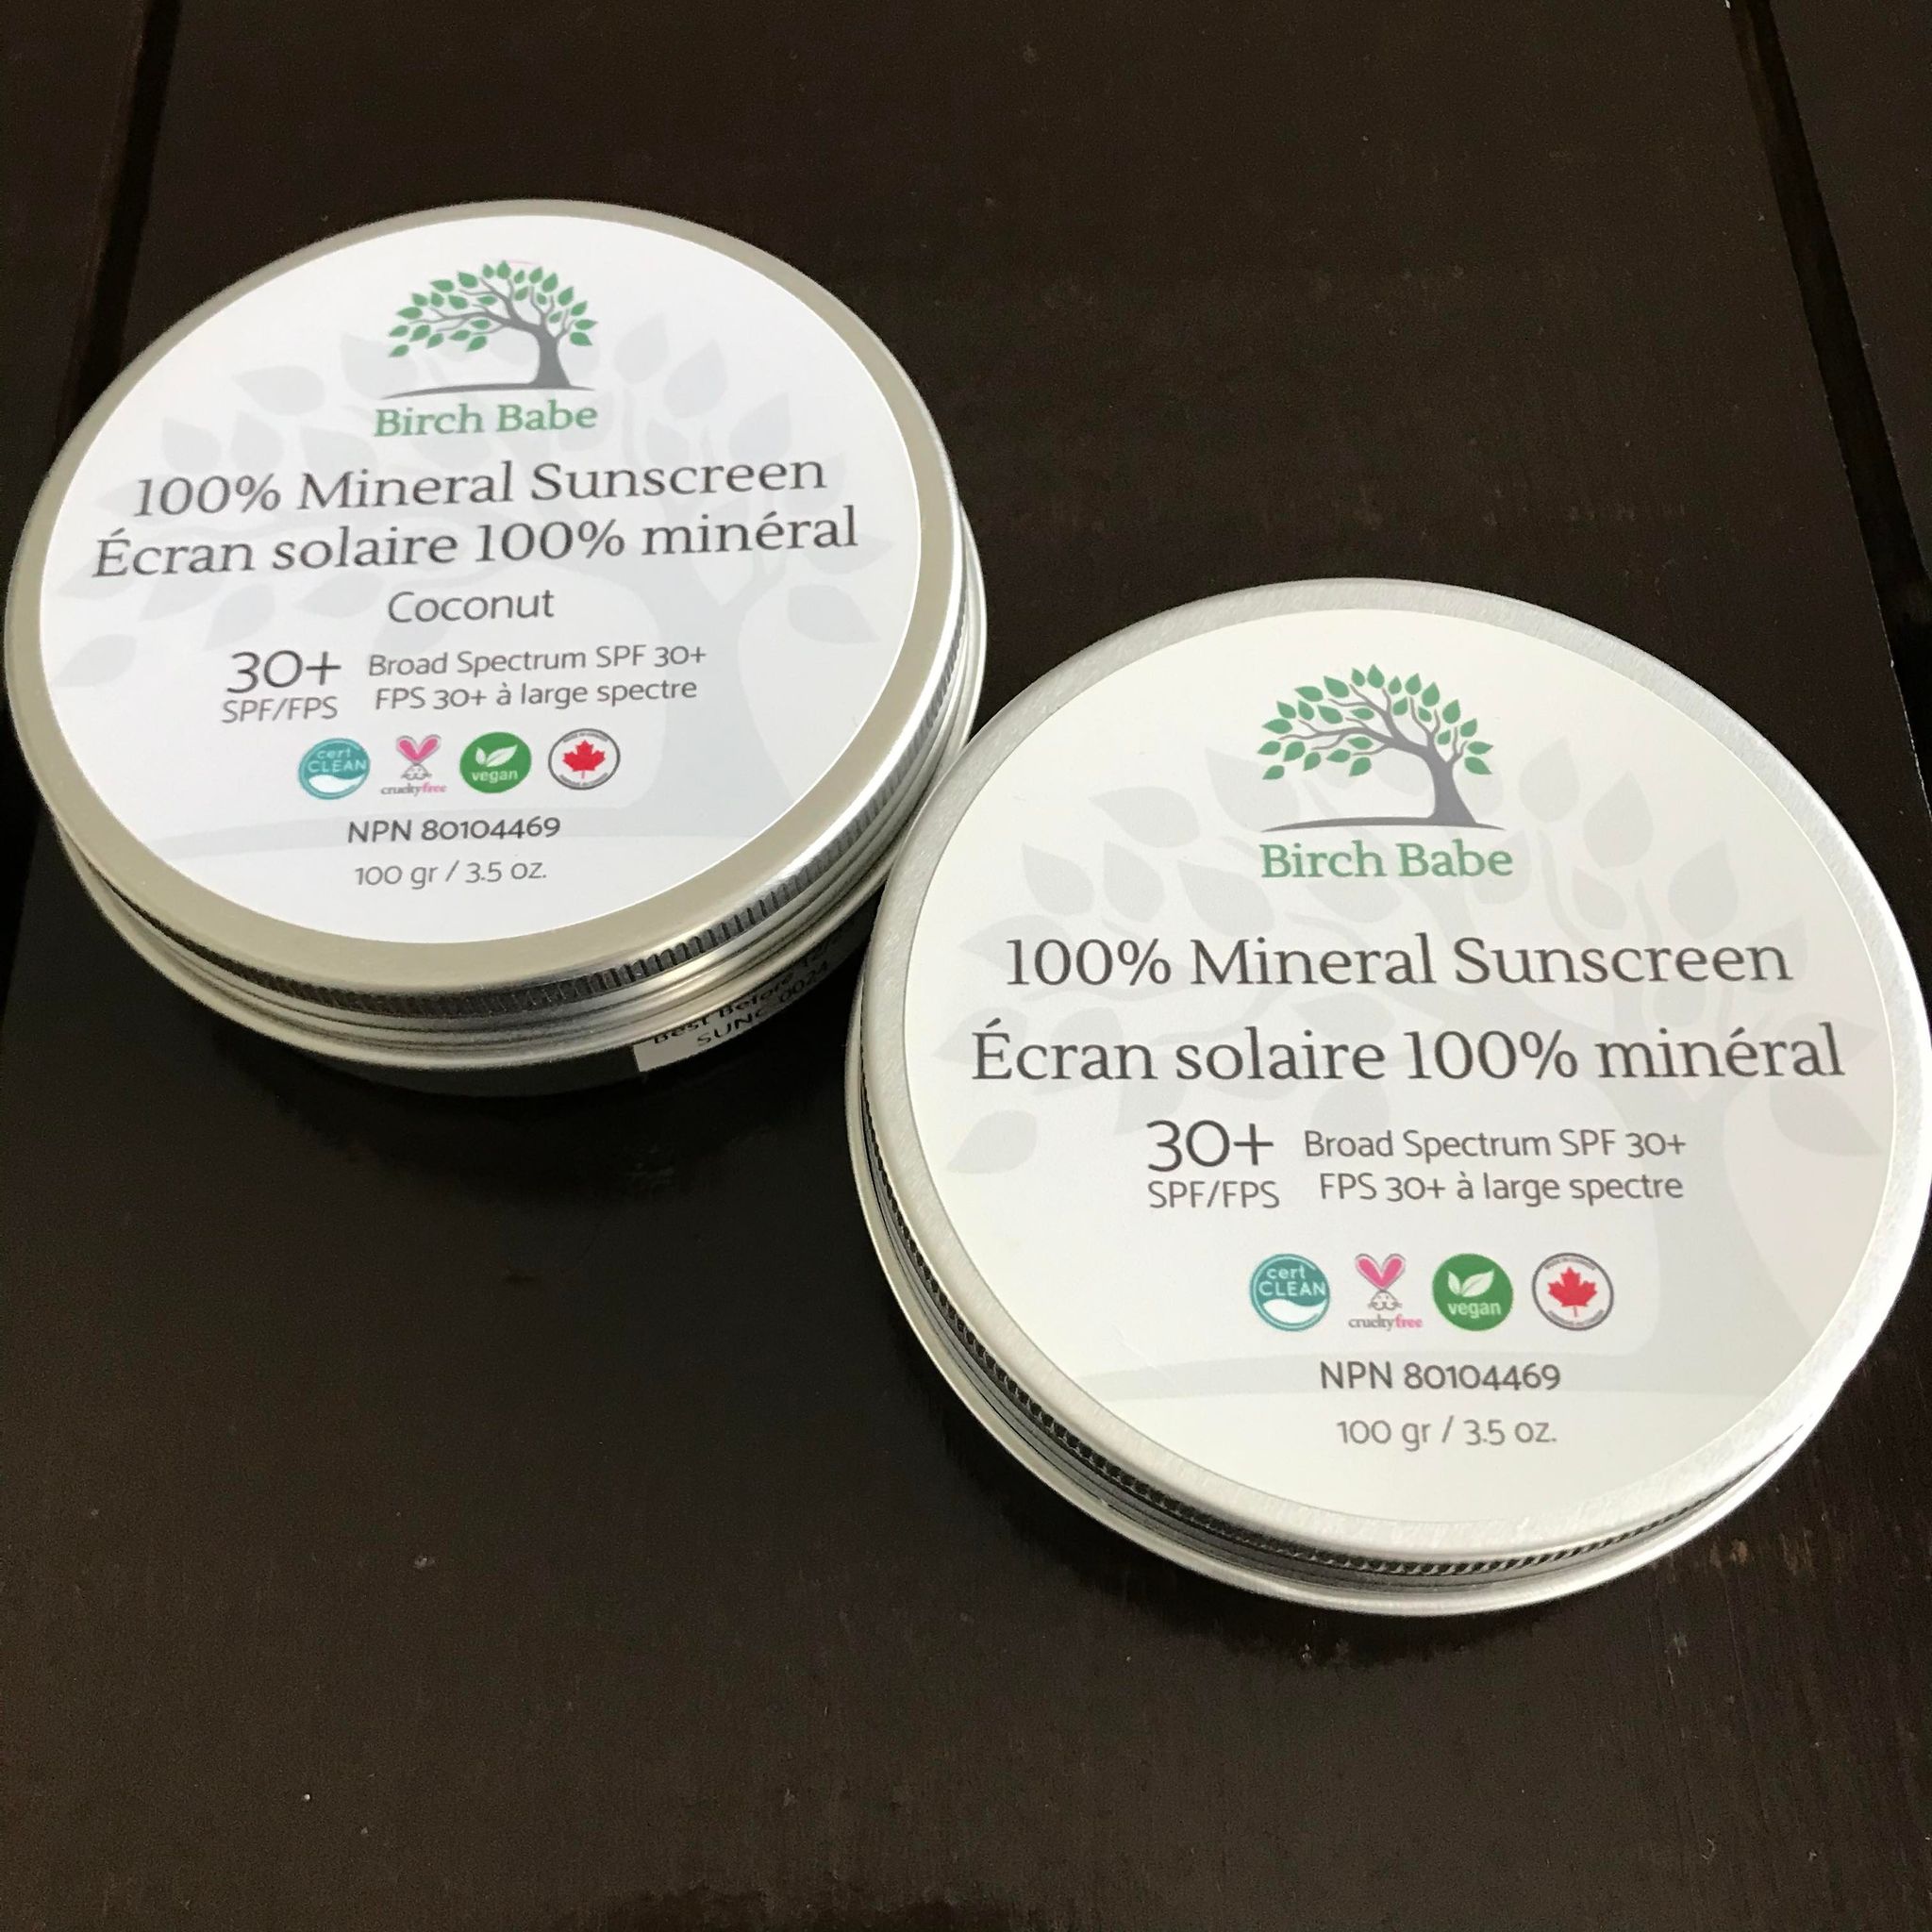 Birch Babe
100% Mineral Sunscreen
Écran solaire 100% minéral
Coconut
30+
SPF/FPS
Broad Spectrum SPF 30+
FPS 30+ à large spectre
cert
CLEAN
crueltyfree
vegan
NPN 80104469
100 gr / 3.5 oz.
Best Before
Birch Babe
100% Mineral Sunscreen
Écran solaire 100% minéral
30+
SPF/FPS
Broad Spectrum SPF 30+
FPS 30+ à large spectre
cert
CLEAN
crueltyfree
vegan
NPN 80104469
100 gr / 3.5 oz.